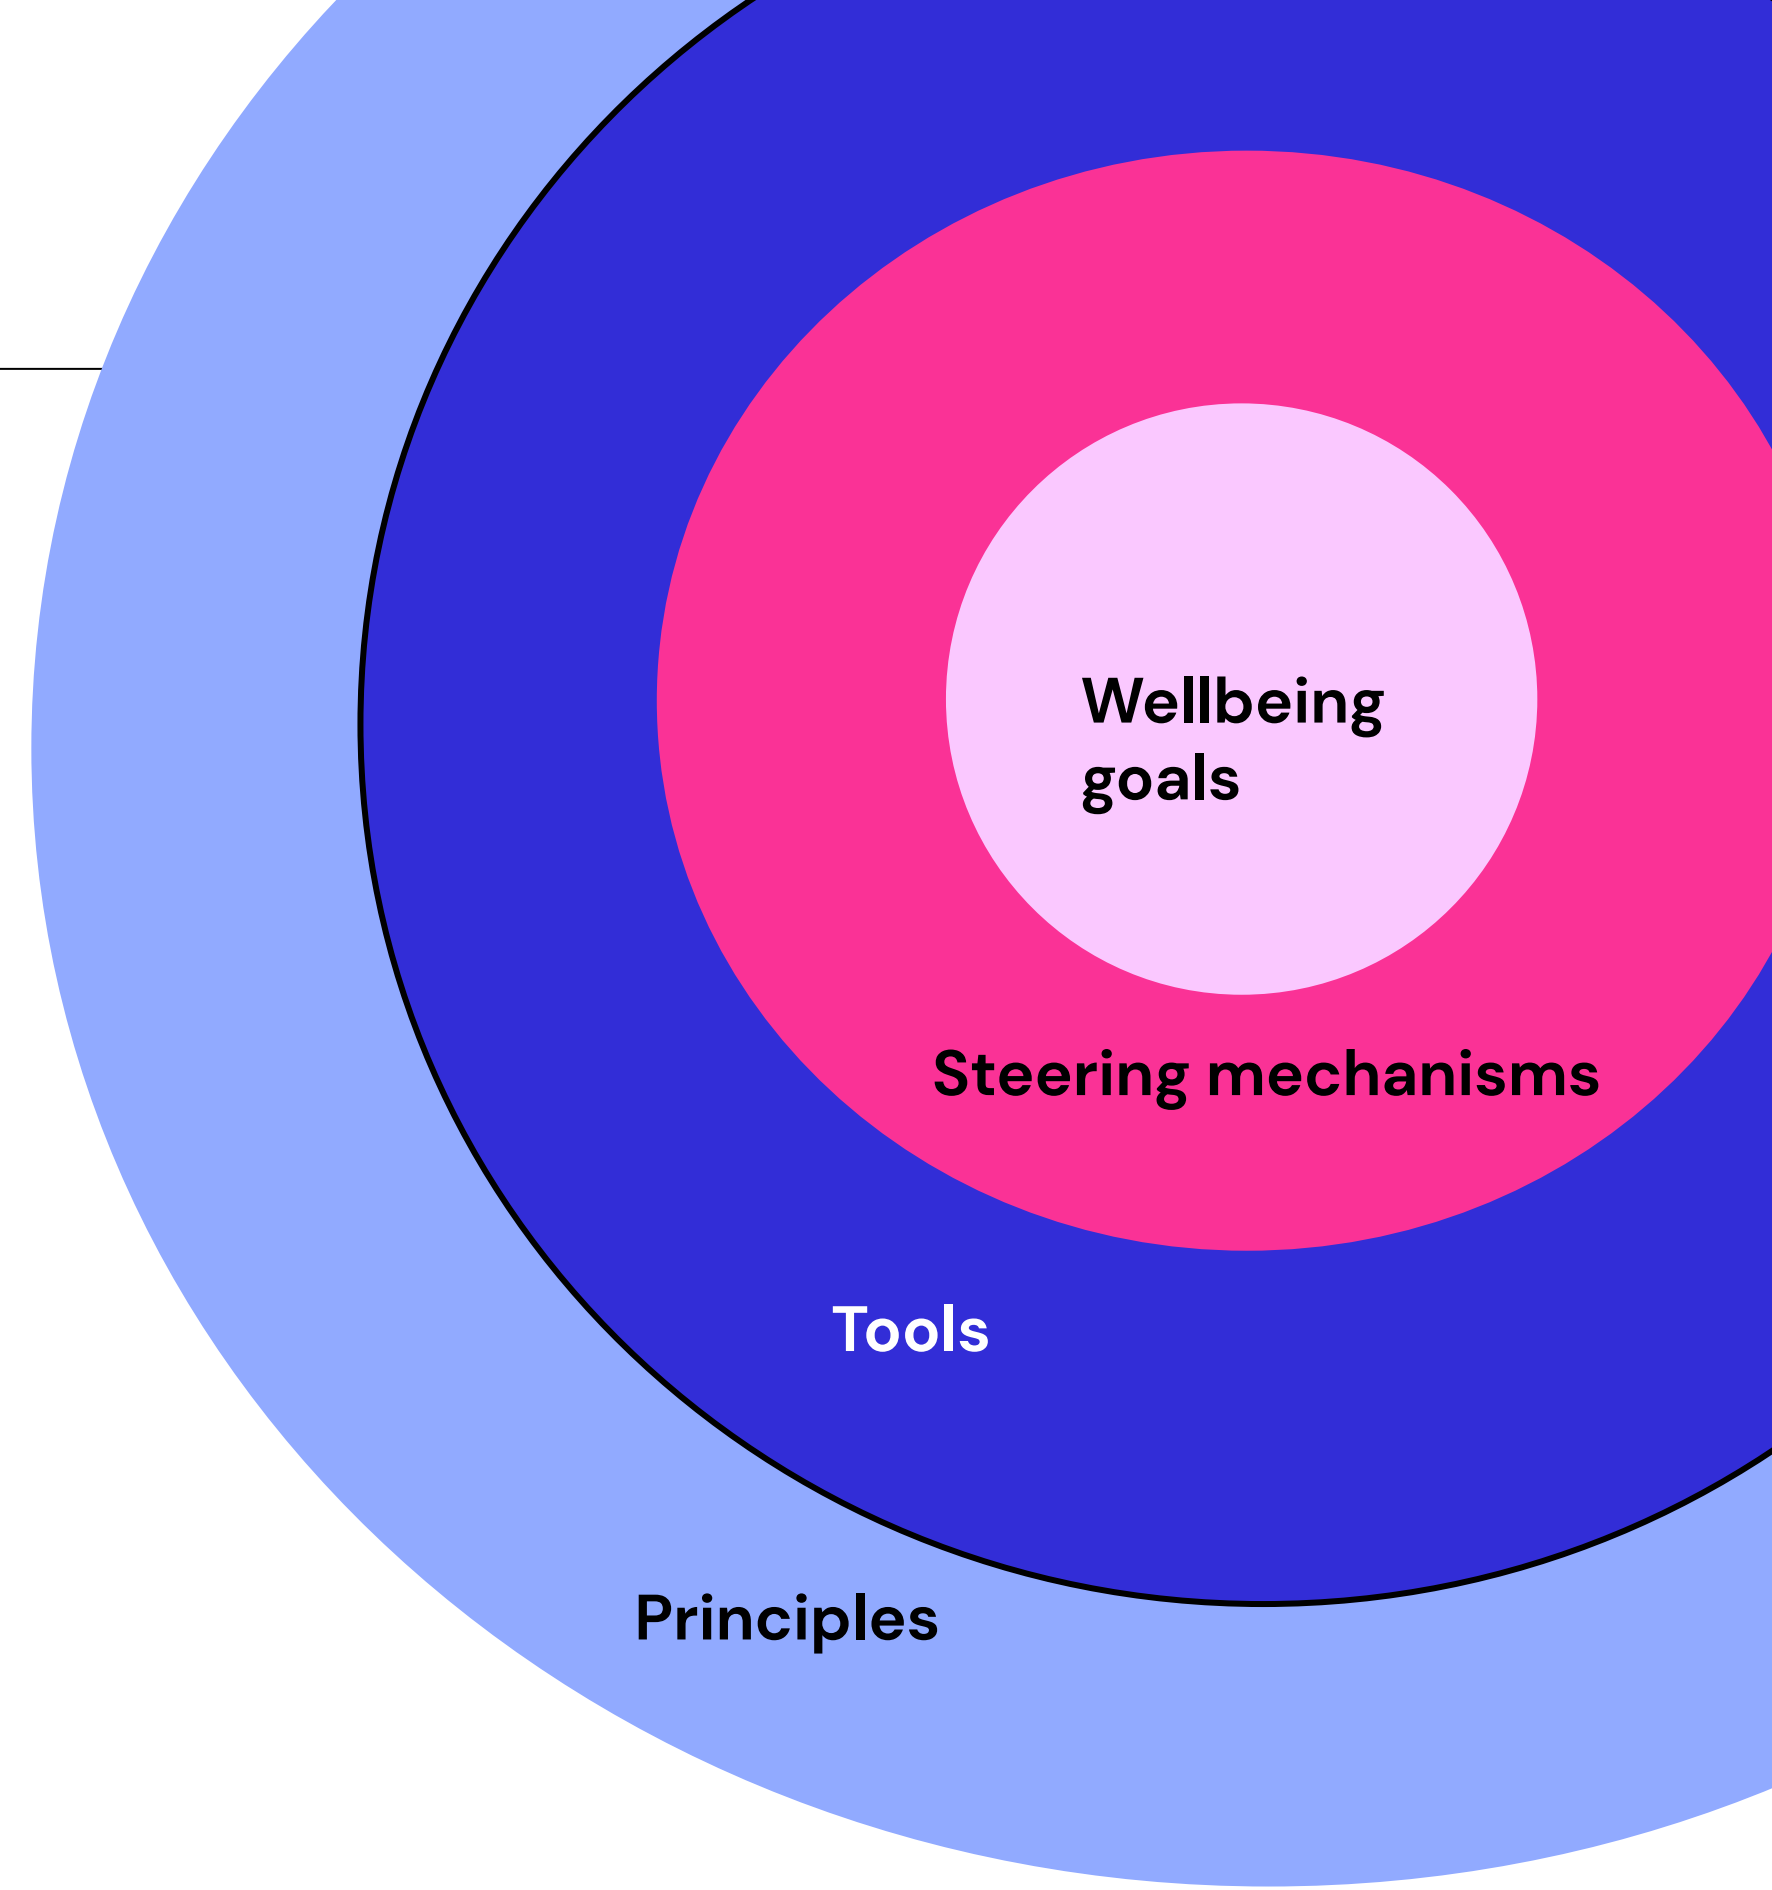 Wellbeing
goals
Steering mechanisms
Tools
Principles